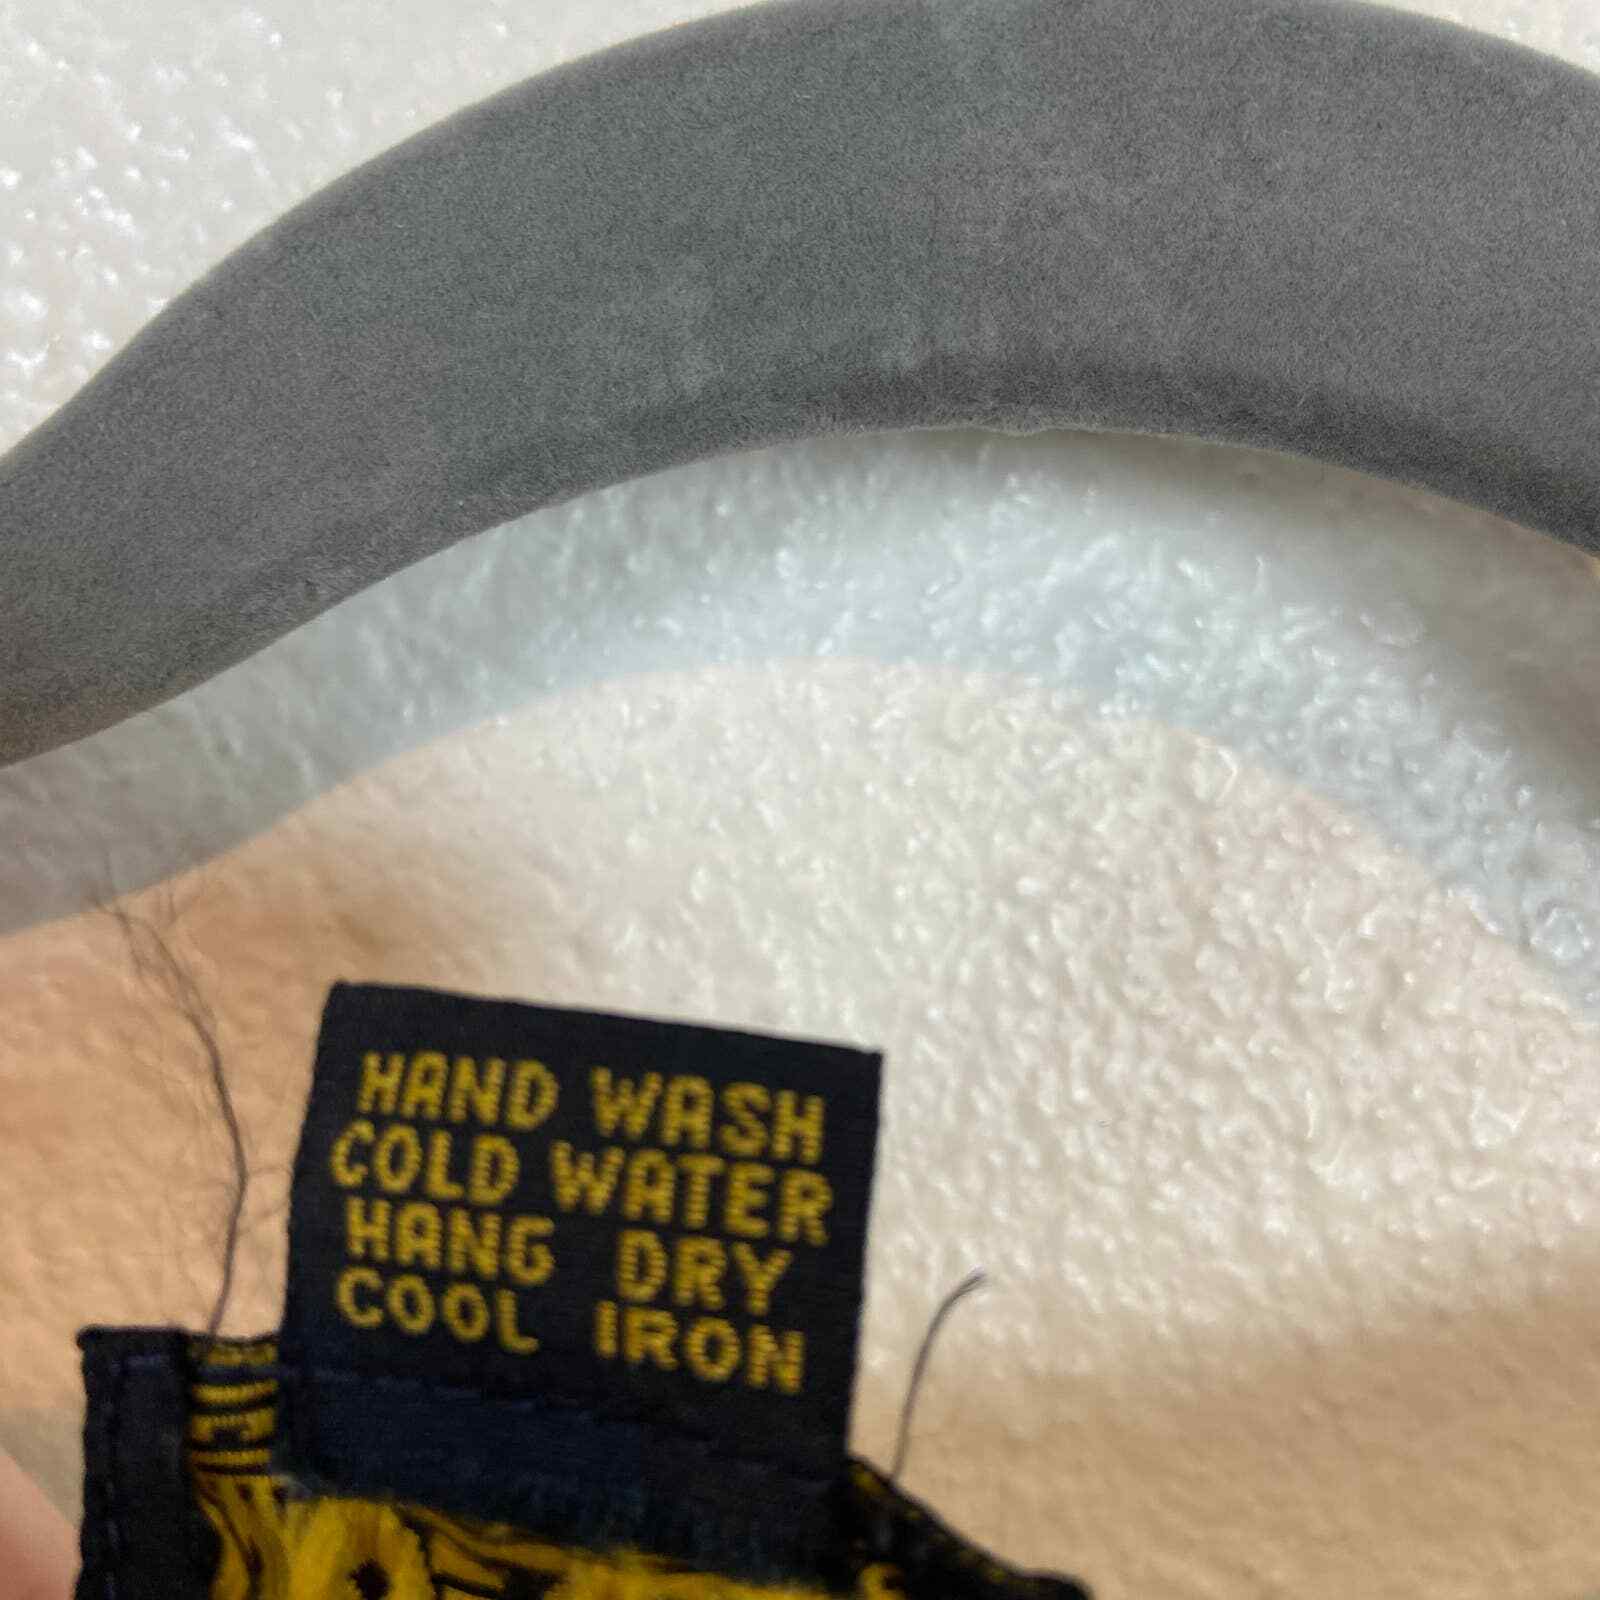 HAND WASH
COLD WATER
HANG DRY
COOL IRON